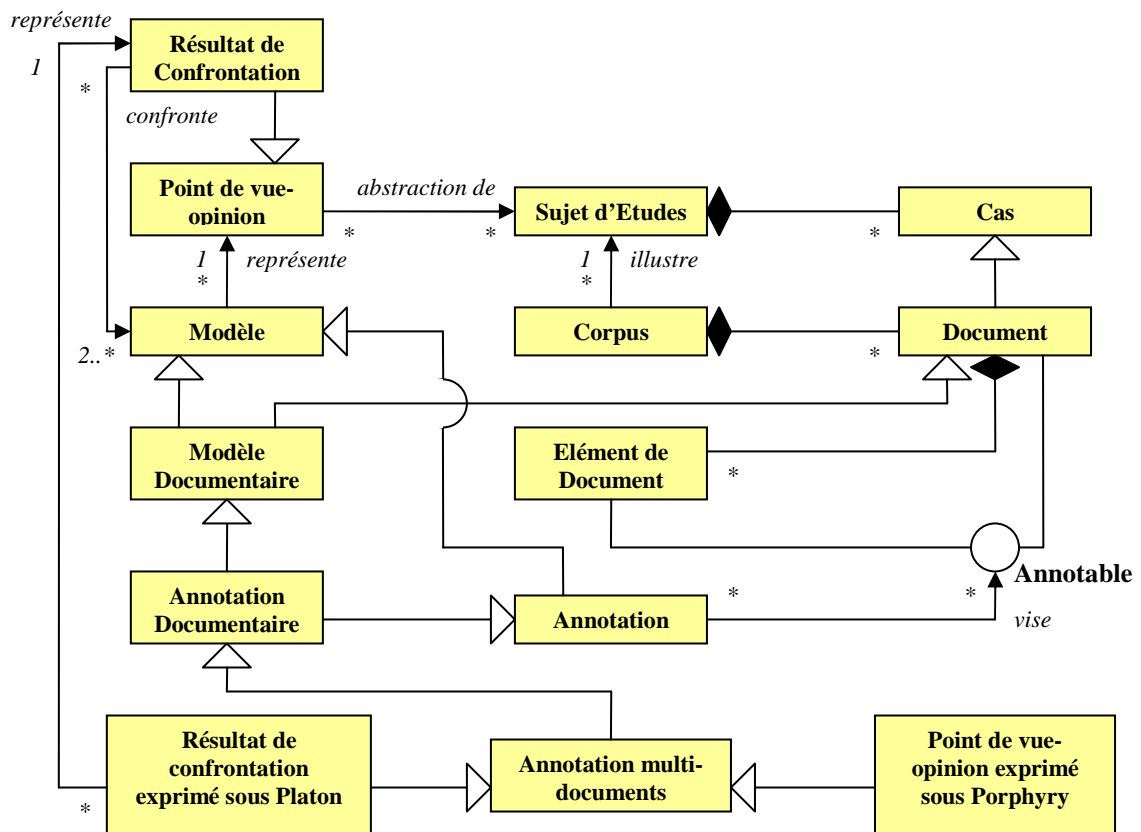 représente
1
*
Résultat de
Confrontation
confronte
Point de vue-
opinion
abstraction de
*
*
Sujet d'Etudes
*
Cas
1
représente
*
1
illustre
*
Modèle
2..*
Corpus
*
Document
Modèle
Documentaire
Elément de
Document
*
Annotable
Annotation
Documentaire
Annotation
*
*
vise
Résultat de
confrontation
exprimé sous Platon
*
Annotation multi-
documents
Point de vue-
opinion exprimé
sous Porphyry